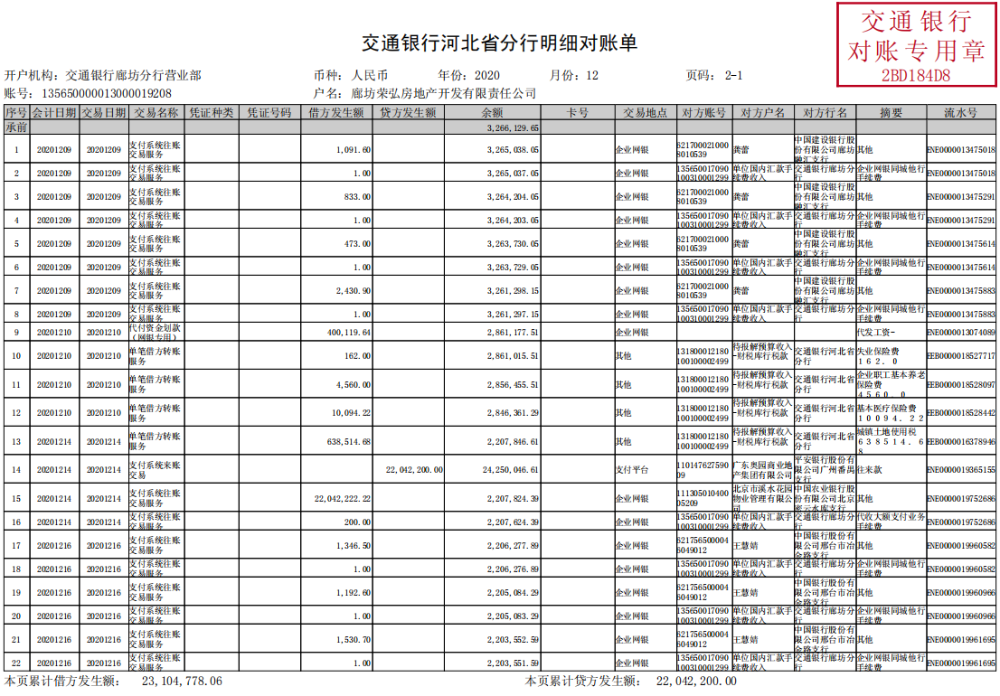 交通银行
对账专用章
2BD184D8
交通银行河北省分行明细对账单
开户机构：交通银行廊坊分行营业部 币种：人民币 年份：2020 月份：12 页码：2-1
账号：135650000013000019208 户名：廊坊荣弘房地产开发有限责任公司
序号 会计日期 交易日期 交易名称 凭证种类 凭证号码 借方发生额 贷方发生额 余额 卡号 交易地点 对方账号 对方户名 对方行名 摘要 流水号
承前 3,266,129.65
1 20201209 20201209 支付系统往账交易服务 1,091.60 3,265,038.05 企业网银 6217000210008010539 龚蕾 中国建设银行股份有限公司廊坊融汇支行 其他 ENE0000013475018
2 20201209 20201209 支付系统往账交易服务 1.00 3,265,037.05 企业网银 135650017090100310001299 单位国内汇款手续费收入 交通银行廊坊分行 企业网银同城他行手续费 ENE0000013475018
3 20201209 20201209 支付系统往账交易服务 833.00 3,264,204.05 企业网银 6217000210008010539 龚蕾 中国建设银行股份有限公司廊坊融汇支行 其他 ENE0000013475291
4 20201209 20201209 支付系统往账交易服务 1.00 3,264,203.05 企业网银 135650017090100310001299 单位国内汇款手续费收入 交通银行廊坊分行 企业网银同城他行手续费 ENE0000013475291
5 20201209 20201209 支付系统往账交易服务 473.00 3,263,730.05 企业网银 6217000210008010539 龚蕾 中国建设银行股份有限公司廊坊融汇支行 其他 ENE0000013475614
6 20201209 20201209 支付系统往账交易服务 1.00 3,263,729.05 企业网银 135650017090100310001299 单位国内汇款手续费收入 交通银行廊坊分行 企业网银同城他行手续费 ENE0000013475614
7 20201209 20201209 支付系统往账交易服务 2,430.90 3,261,298.15 企业网银 6217000210008010539 龚蕾 中国建设银行股份有限公司廊坊融汇支行 其他 ENE0000013475883
8 20201209 20201209 支付系统往账交易服务 1.00 3,261,297.15 企业网银 135650017090100310001299 单位国内汇款手续费收入 交通银行廊坊分行 企业网银同城他行手续费 ENE0000013475883
9 20201210 20201210 代付资金划款（网银专用） 400,119.64 2,861,177.51 企业网银 代发工资- ENE0000013074089
10 20201210 20201210 单笔借方转账服务 162.00 2,861,015.51 其他 131800012180100100002499 待报解预算收入-财税库行税款 交通银行河北省分行 失业保险费 162.0 EEB0000018527717
11 20201210 20201210 单笔借方转账服务 4,560.00 2,856,455.51 其他 131800012180100100002499 待报解预算收入-财税库行税款 交通银行河北省分行 企业职工基本养老保险费 4560.0 EEB0000018528097
12 20201210 20201210 单笔借方转账服务 10,094.22 2,846,361.29 其他 131800012180100100002499 待报解预算收入-财税库行税款 交通银行河北省分行 基本医疗保险费 10094.22 EEB0000018528442
13 20201214 20201214 单笔借方转账服务 638,514.68 2,207,846.61 其他 131800012180100100002499 待报解预算收入-财税库行税款 交通银行河北省分行 城镇土地使用税 638514.68 EEB0000016378946
14 20201214 20201214 支付系统来账交易 22,042,200.00 24,250,046.61 支付平台 11014762759009 广东奥园商业地产集团有限公司 平安银行股份有限公司广州番禺支行 往来款 ENE0000019365155
15 20201214 20201214 支付系统往账交易服务 22,042,222.22 2,207,824.39 企业网银 11130501040005209 北京市溪水花园物业管理有限公司 中国农业银行股份有限公司北京密云水库支行 其他 ENE0000019752686
16 20201214 20201214 支付系统往账交易服务 200.00 2,207,624.39 企业网银 135650017090100310001299 单位国内汇款手续费收入 交通银行廊坊分行 代收大额支付业务手续费 ENE0000019752686
17 20201216 20201216 支付系统往账交易服务 1,346.50 2,206,277.89 企业网银 6217565000046049012 王慧婧 中国银行股份有限公司邢台市冶金路支行 其他 ENE0000019960582
18 20201216 20201216 支付系统往账交易服务 1.00 2,206,276.89 企业网银 135650017090100310001299 单位国内汇款手续费收入 交通银行廊坊分行 企业网银同城他行手续费 ENE0000019960582
19 20201216 20201216 支付系统往账交易服务 1,192.60 2,205,084.29 企业网银 6217565000046049012 王慧婧 中国银行股份有限公司邢台市冶金路支行 其他 ENE0000019960966
20 20201216 20201216 支付系统往账交易服务 1.00 2,205,083.29 企业网银 135650017090100310001299 单位国内汇款手续费收入 交通银行廊坊分行 企业网银同城他行手续费 ENE0000019960966
21 20201216 20201216 支付系统往账交易服务 1,530.70 2,203,552.59 企业网银 6217565000046049012 王慧婧 中国银行股份有限公司邢台市冶金路支行 其他 ENE0000019961695
22 20201216 20201216 支付系统往账交易服务 1.00 2,203,551.59 企业网银 135650017090100310001299 单位国内汇款手续费收入 交通银行廊坊分行 企业网银同城他行手续费 ENE0000019961695
本页累计借方发生额： 23,104,778.06 本页累计贷方发生额： 22,042,200.00